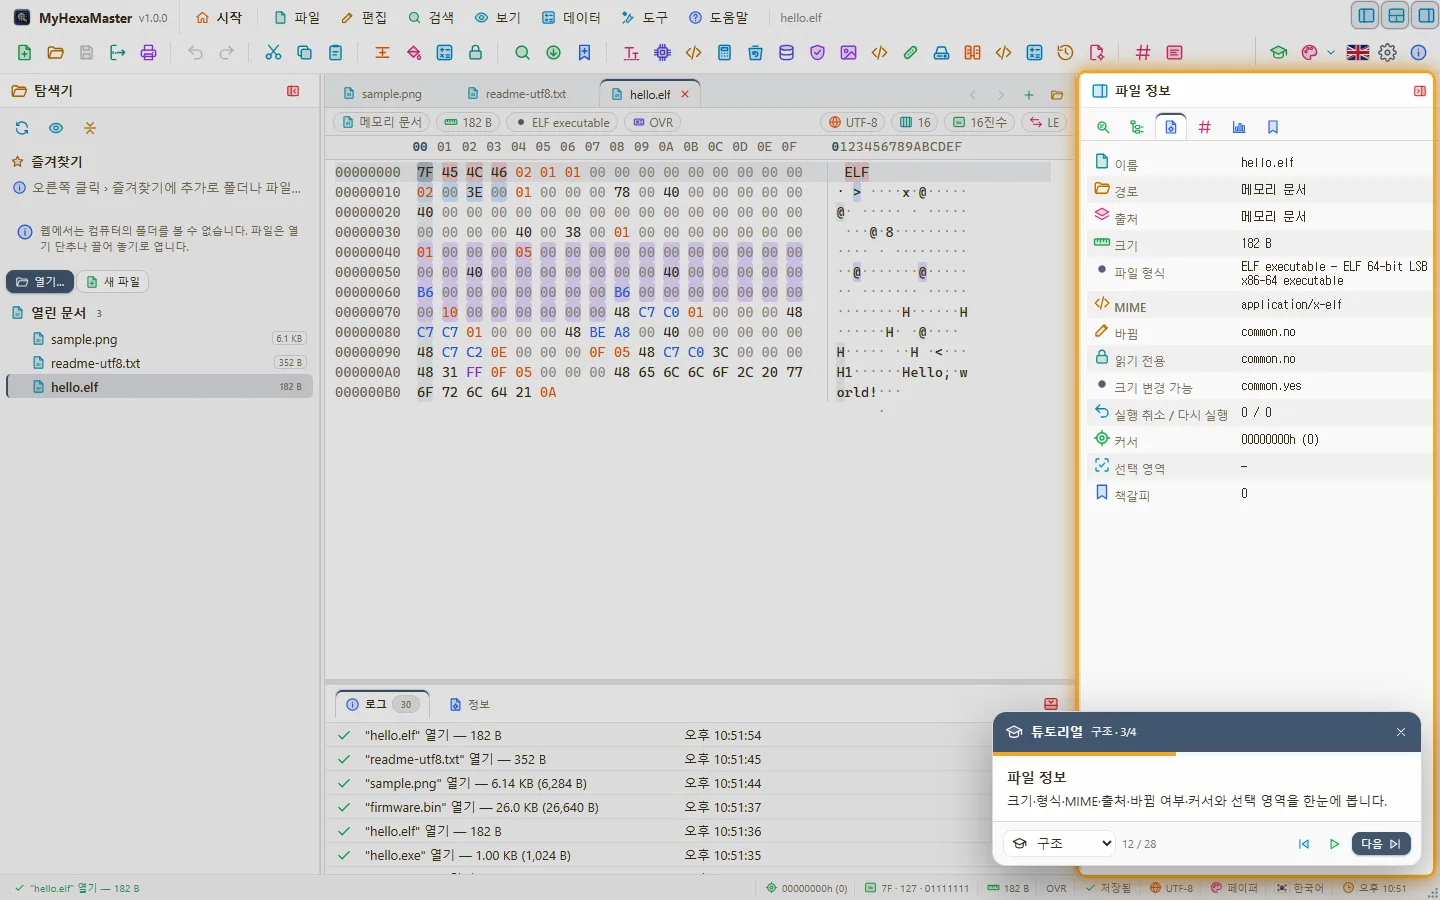 MyHexaMaster v1.0.0 시작 파일 편집 검색 보기 데이터 도구 도움말 hello.elf
탐색기
즐겨찾기
오른쪽 클릭 › 즐겨찾기에 추가로 폴더나 파일...
웹에서는 컴퓨터의 폴더를 볼 수 없습니다. 파일은 열
기 단추나 끌어 놓기로 엽니다.
열기... 새 파일
열린 문서 3
sample.png 6.1 KB
readme-utf8.txt 352 B
hello.elf 182 B
sample.png readme-utf8.txt hello.elf
메모리 문서 182 B ELF executable OVR UTF-8 16 16진수 LE
00 01 02 03 04 05 06 07 08 09 0A 0B 0C 0D 0E 0F 0123456789ABCDEF
00000000 7F 45 4C 46 02 01 01 00 00 00 00 00 00 00 00 00 ELF
00000010 02 00 3E 00 01 00 00 00 78 00 40 00 00 00 00 00 · > ····x·@·····
00000020 40 00 00 00 00 00 00 00 00 00 00 00 00 00 00 00 @· ····· · ·····
00000030 00 00 00 00 40 00 38 00 01 00 00 00 00 00 00 00 ···@·8·
00000040 01 00 00 00 05 00 00 00 00 00 00 00 00 00 00 00
00000050 00 00 40 00 00 00 00 00 00 00 40 00 00 00 00 00 ··@·····@····
00000060 B6 00 00 00 00 00 00 00 B6 00 00 00 00 00 00 00
00000070 00 10 00 00 00 00 00 00 48 C7 C0 01 00 00 00 48 ········H·····H
00000080 C7 C7 01 00 00 00 48 BE A8 00 40 00 00 00 00 00 ·····H· ·@·····
00000090 48 C7 C2 0E 00 00 00 0F 05 48 C7 C0 3C 00 00 00 H····· ··H ·<···
000000A0 48 31 FF 0F 05 00 00 00 48 65 6C 6C 6F 2C 20 77 H1······Hello,·w
000000B0 6F 72 6C 64 21 0A orld!·
로그 30 정보
"hello.elf" 열기 — 182 B 오후 10:51:54
"readme-utf8.txt" 열기 — 352 B 오후 10:51:45
"sample.png" 열기 — 6.14 KB (6,284 B) 오후 10:51:44
"firmware.bin" 열기 — 26.0 KB (26,640 B) 오후 10:51:37
"hello.elf" 열기 — 182 B 오후 10:51:36
"hello.exe" 열기 — 1.00 KB (1,024 B) 오후 10:51:35
파일 정보
이름 hello.elf
경로 메모리 문서
출처 메모리 문서
크기 182 B
파일 형식 ELF executable — ELF 64-bit LSB
x86-64 executable
MIME application/x-elf
바뀜 common.no
읽기 전용 common.no
크기 변경 가능 common.yes
실행 취소 / 다시 실행 0 / 0
커서 00000000h (0)
선택 영역 —
책갈피 0
튜토리얼 구조 · 3/4
파일 정보
크기·형식·MIME·출처·바뀜 여부·커서와 선택 영역을 한눈에 봅니다.
구조 12 / 28 다음
"hello.elf" 열기 — 182 B 00000000h (0) 7F · 127 · 01111111 182 B OVR 저장됨 UTF-8 페이퍼 한국어 오후 10:51